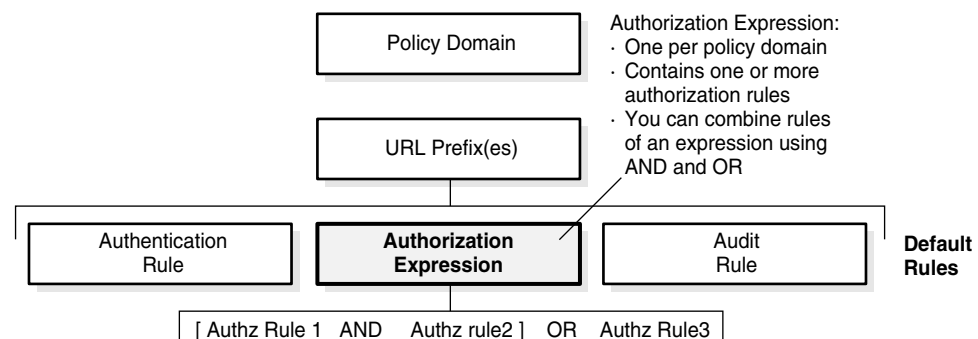 Policy Domain
Authorization Expression:
· One per policy domain
· Contains one or more
authorization rules
· You can combine rules
of an expression using
AND and OR
URL Prefix(es)
Authentication
Rule
Authorization
Expression
Audit
Rule
Default
Rules
[ Authz Rule 1 AND Authz rule2 ] OR Authz Rule3